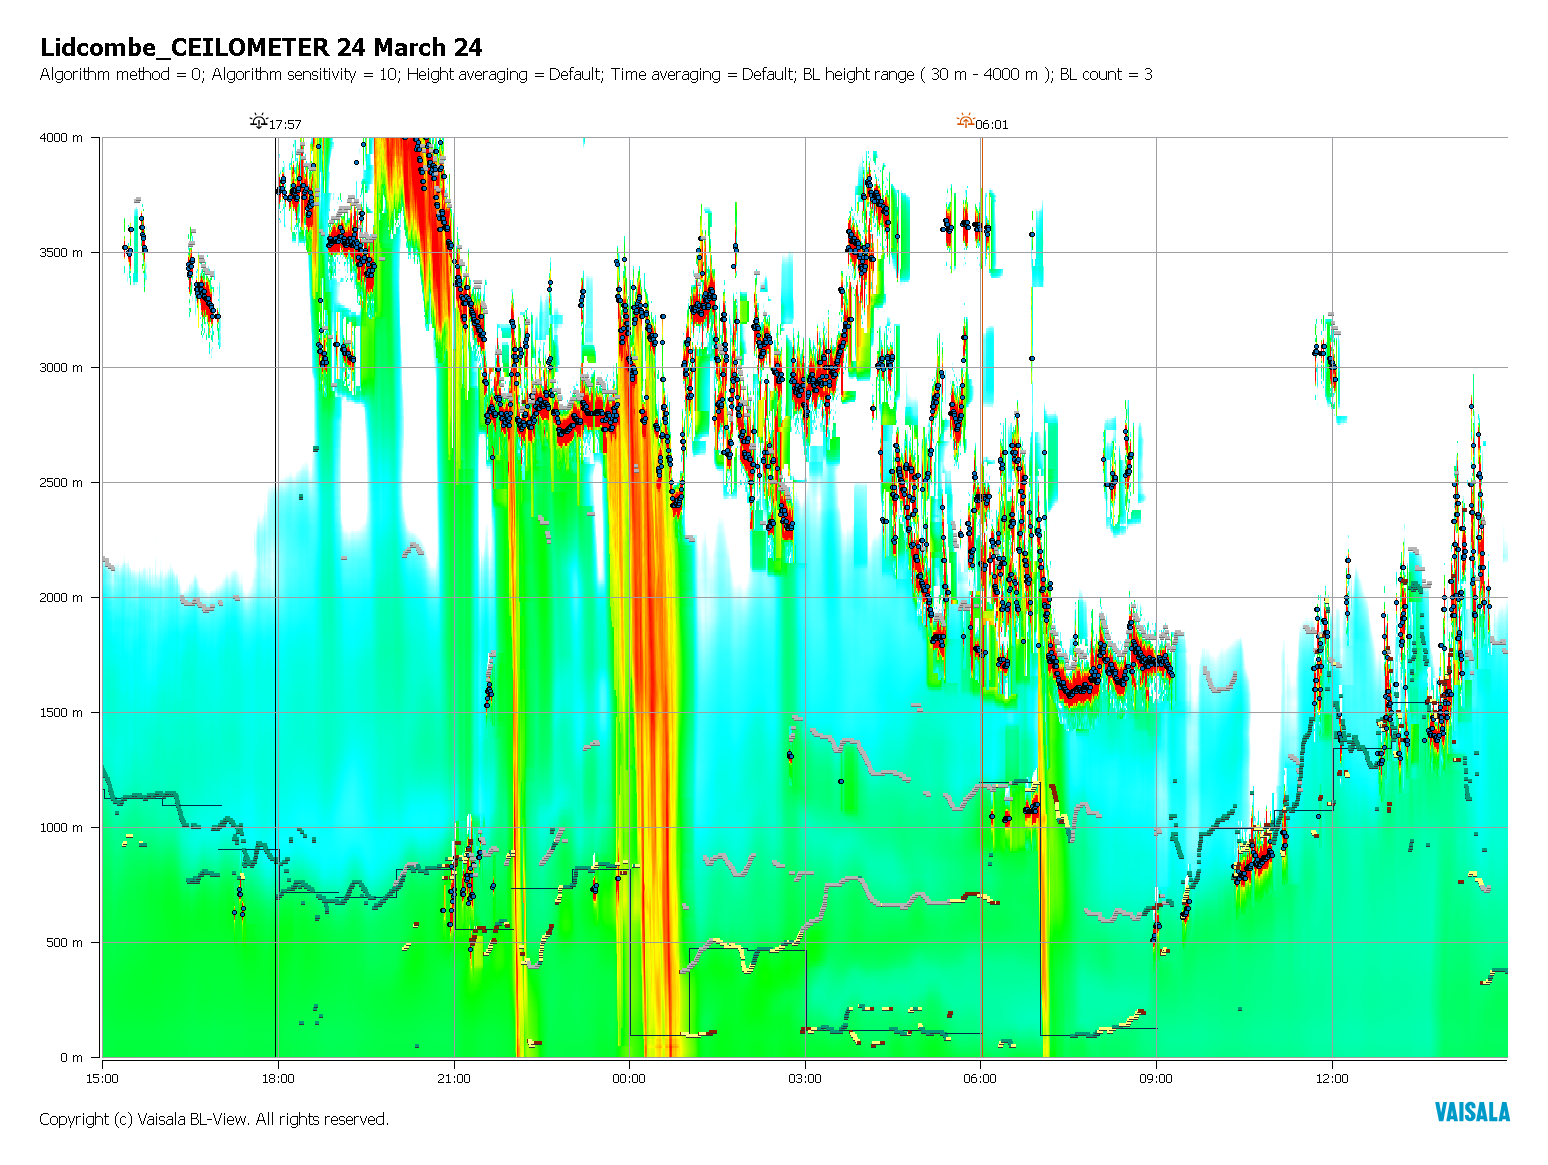 Lidcombe_CEILOMETER 24 March 24
Algorithm method = 0; Algorithm sensitivity = 10; Height averaging = Default; Time averaging = Default; BL height range ( 30 m - 4000 m ); BL count = 3
17:57 06:01
4000 m
3500 m
3000 m
2500 m
2000 m
1500 m
1000 m
500 m
0 m
15:00 18:00 21:00 00:00 03:00 06:00 09:00 12:00
Copyright (c) Vaisala BL-View. All rights reserved.
VAISALA